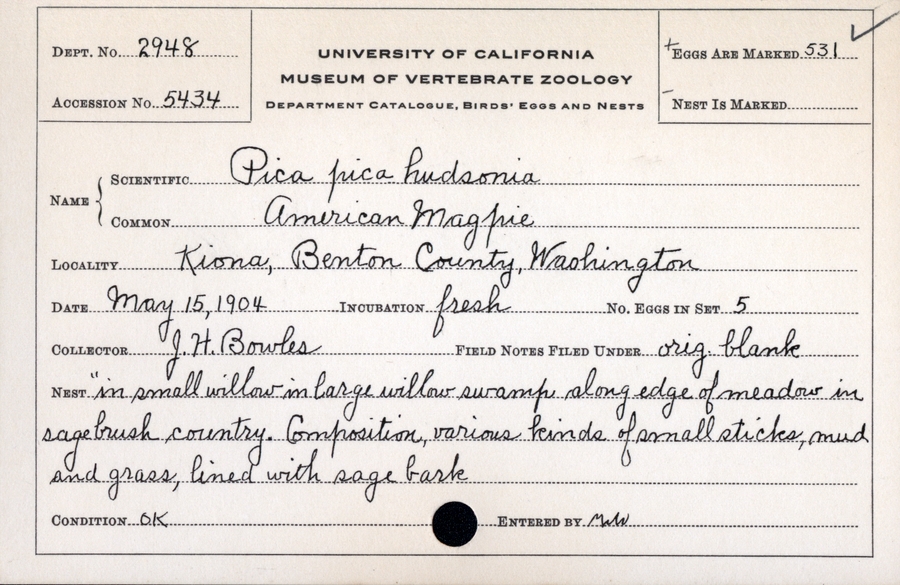 Dept. No. 2948
Accession No. 5434
UNIVERSITY OF CALIFORNIA
MUSEUM OF VERTEBRATE ZOOLOGY
Department Catalogue, Birds' Eggs and Nests
+ Eggs Are Marked 531 ✓
– Nest Is Marked
Name { Scientific Pica pica hudsonia
Common American Magpie
Locality Kiona, Benton County, Washington
Date May 15, 1904 Incubation fresh No. Eggs in Set 5
Collector J. H. Bowles Field Notes Filed Under orig. blank
Nest "in small willow in large willow swamp along edge of meadow in
sagebrush country. Composition, various kinds of small sticks, mud
and grass, lined with sage bark
Condition OK Entered by